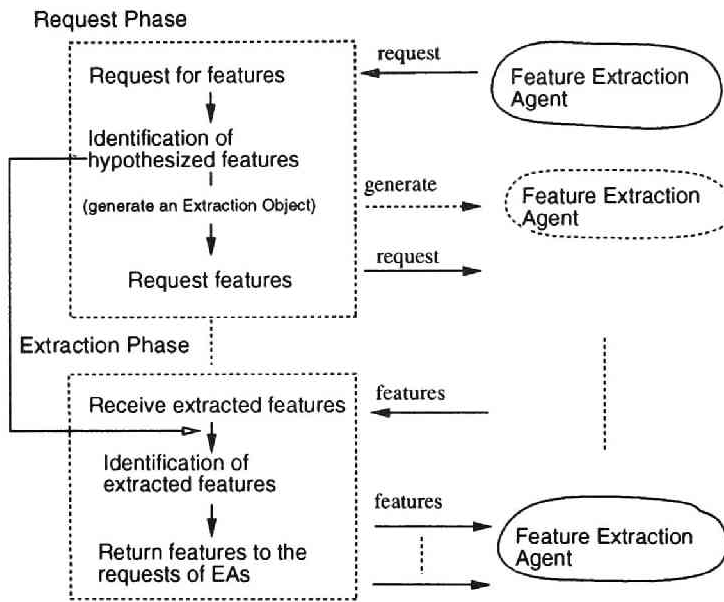 Request Phase
request
Request for features
Feature Extraction
Agent
Identification of
hypothesized features
generate
(generate an Extraction Object)
Feature Extraction
Agent
request
Request features
Extraction Phase
features
Receive extracted features
Identification of
extracted features
features
Return features to the
requests of EAs
Feature Extraction
Agent